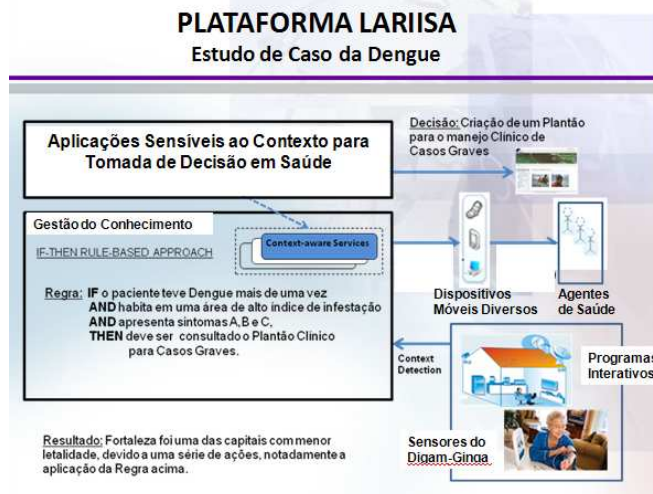 PLATAFORMA LARIISA
Estudo de Caso da Dengue
Aplicações Sensíveis ao Contexto para
Tomada de Decisão em Saúde
Decisão: Criação de um Plantão
para o manejo Clínico de
Casos Graves
Gestão do Conhecimento
IF-THEN RULE-BASED APPROACH
Context-aware Services
Regra: IF o paciente teve Dengue mais de uma vez
AND habita em uma área de alto índice de infestação
AND apresenta sintomas A, B e C,
THEN deve ser consultado o Plantão Clínico
para Casos Graves.
Dispositivos
Móveis Diversos
Agentes
de Saúde
Context
Detection
Programas
Interativos
Sensores do
Digam-Ginga
Resultado: Fortaleza foi uma das capitais com menor
letalidade, devido a uma série de ações, notadamente a
aplicação da Regra acima.